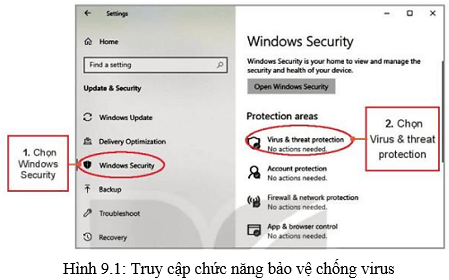 Settings
Home
Find a setting
Update & Security
Windows Update
Delivery Optimization
Windows Security
Backup
Troubleshoot
Recovery
1. Chọn
Windows
Security
Windows Security
Windows Security is your home to view and manage the
security and health of your device.
Open Windows Security
Protection areas
Virus & threat protection
No actions needed.
Account protection
No actions needed.
Firewall & network protection
No actions needed.
App & browser control
No actions needed.
2. Chọn
Virus & threat
protection
Hình 9.1: Truy cập chức năng bảo vệ chống virus